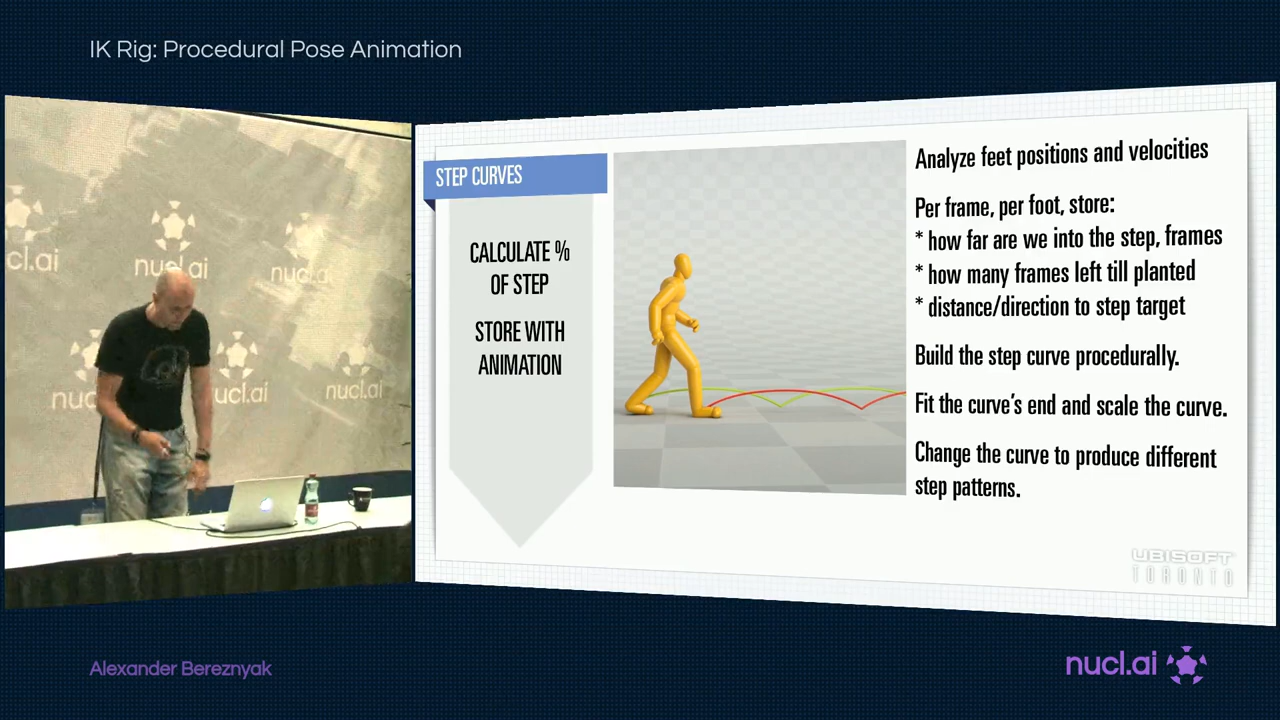 IK Rig: Procedural Pose Animation
cl.ai
nucl.ai
nucl.ai
nucl.ai
nucl.ai
STEP CURVES
CALCULATE %
OF STEP
STORE WITH
ANIMATION
Analyze feet positions and velocities
Per frame, per foot, store:
* how far are we into the step, frames
* how many frames left till planted
* distance/direction to step target
Build the step curve procedurally.
Fit the curve's end and scale the curve.
Change the curve to produce different
step patterns.
UBISOFT
TORONTO
Alexander Bereznyak
nucl.ai